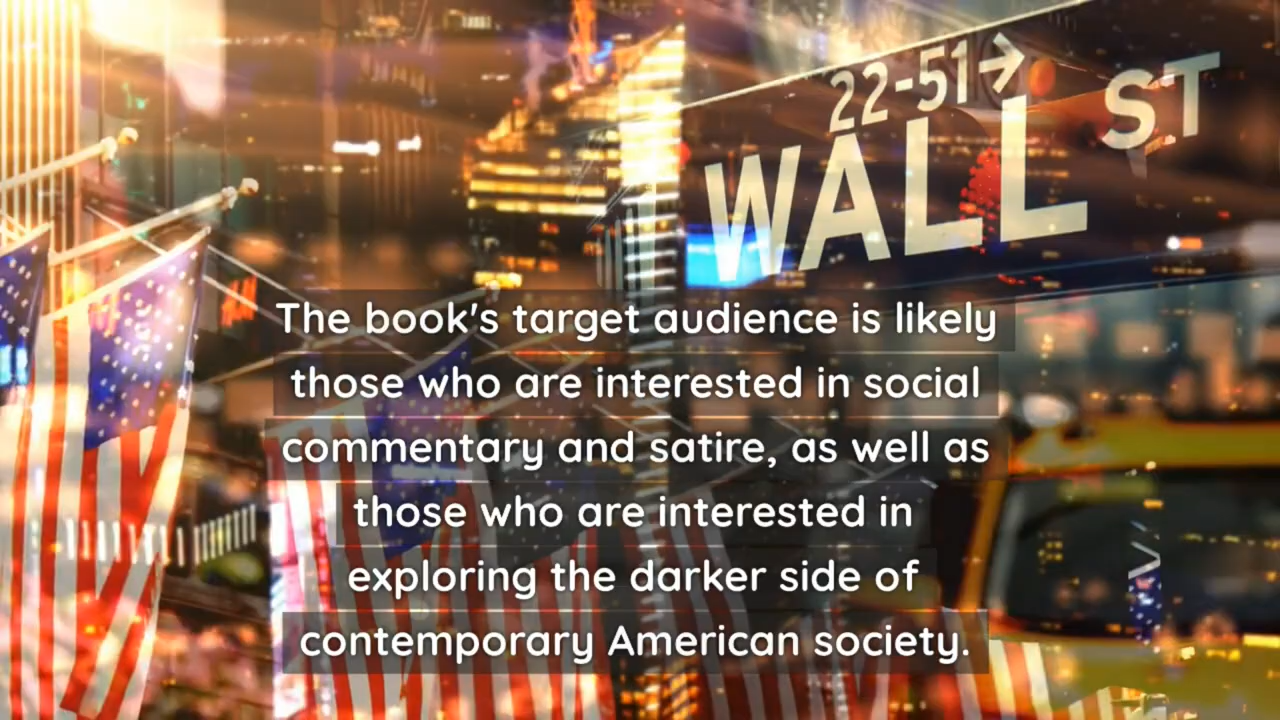 22-51→
WALL ST
The book's target audience is likely
those who are interested in social
commentary and satire, as well as
those who are interested in
exploring the darker side of
contemporary American society.